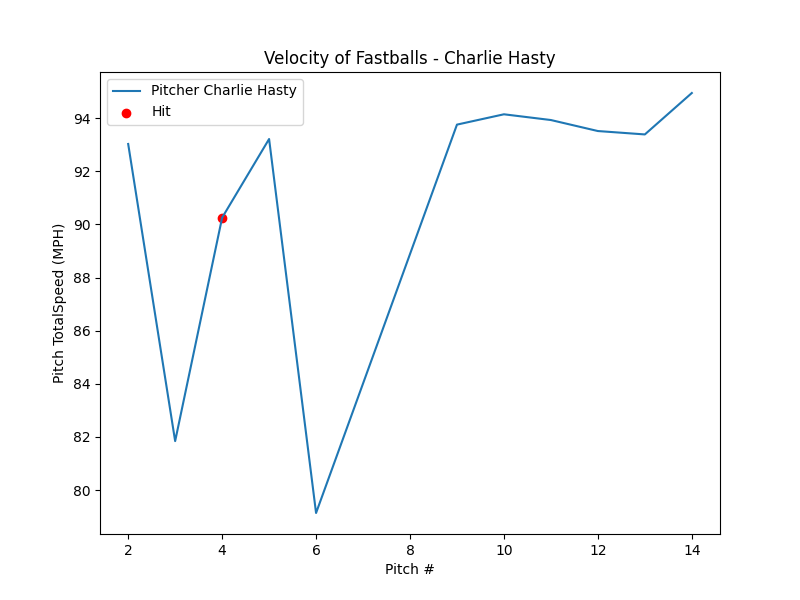 Velocity of Fastballs - Charlie Hasty
Pitcher Charlie Hasty
Hit
Pitch TotalSpeed (MPH)
94
92
90
88
86
84
82
80
2 4 6 8 10 12 14
Pitch #